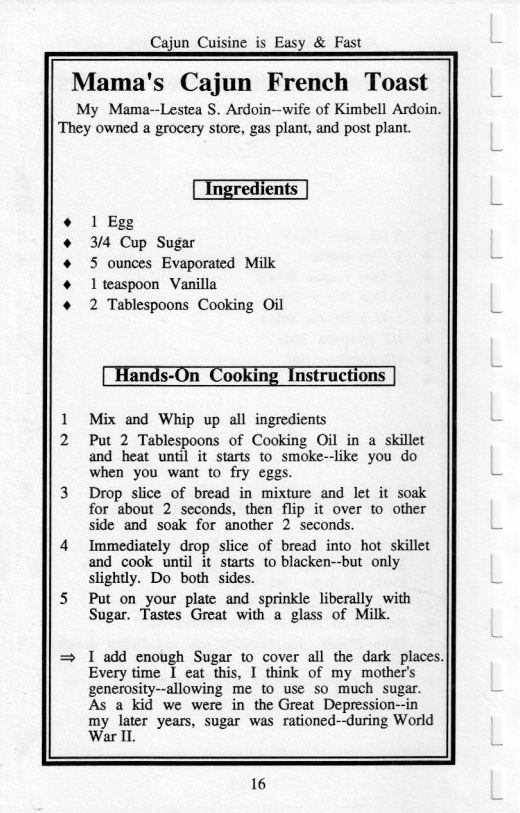 Cajun Cuisine is Easy & Fast
Mama's Cajun French Toast
My Mama--Lestea S. Ardoin--wife of Kimbell Ardoin.
They owned a grocery store, gas plant, and post plant.
Ingredients
♦ 1 Egg
♦ 3/4 Cup Sugar
♦ 5 ounces Evaporated Milk
♦ 1 teaspoon Vanilla
♦ 2 Tablespoons Cooking Oil
Hands-On Cooking Instructions
1 Mix and Whip up all ingredients
2 Put 2 Tablespoons of Cooking Oil in a skillet
and heat until it starts to smoke--like you do
when you want to fry eggs.
3 Drop slice of bread in mixture and let it soak
for about 2 seconds, then flip it over to other
side and soak for another 2 seconds.
4 Immediately drop slice of bread into hot skillet
and cook until it starts to blacken--but only
slightly. Do both sides.
5 Put on your plate and sprinkle liberally with
Sugar. Tastes Great with a glass of Milk.
⇒ I add enough Sugar to cover all the dark places.
Every time I eat this, I think of my mother's
generosity--allowing me to use so much sugar.
As a kid we were in the Great Depression--in
my later years, sugar was rationed--during World
War II.
16